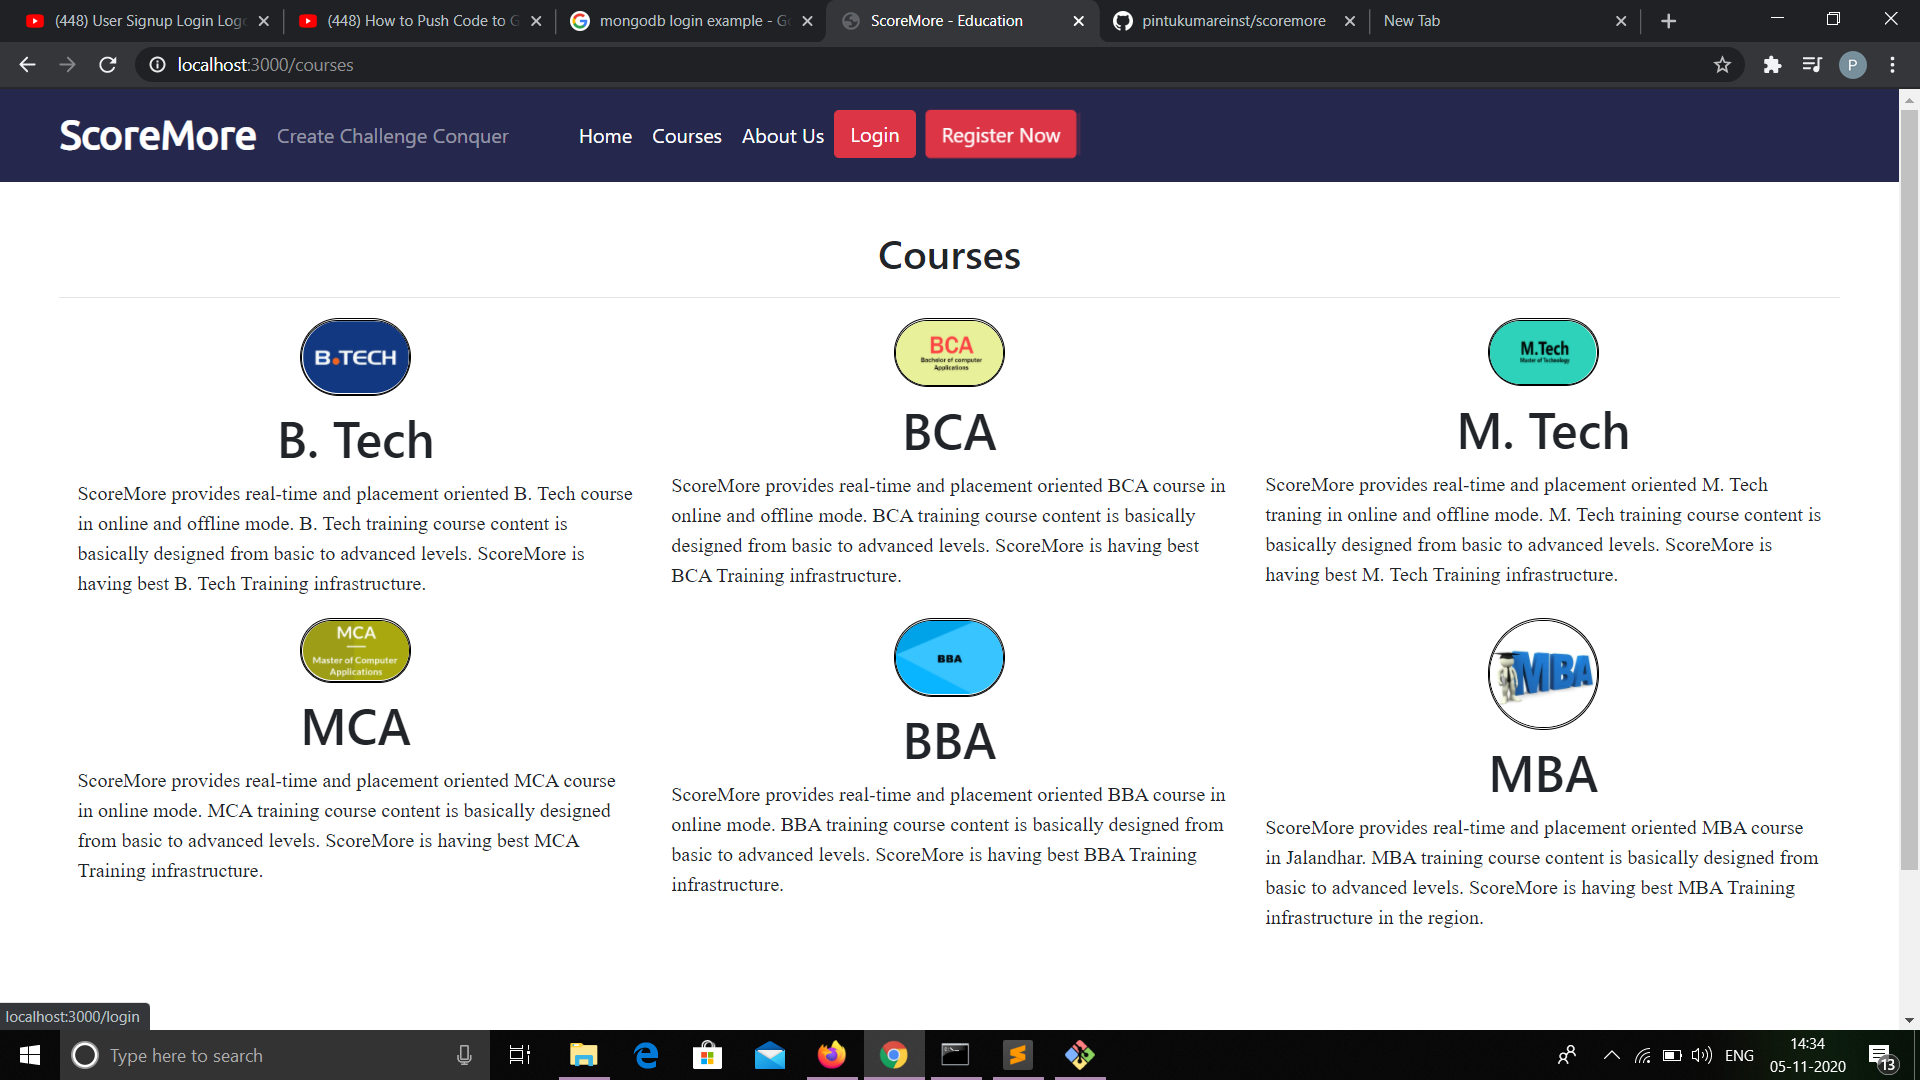 (448) User Signup Login Log
(448) How to Push Code to G
mongodb login example - G
ScoreMore - Education
pintukumareinst/scoremore
New Tab
localhost:3000/courses
P
ScoreMore
Create Challenge Conquer
Home
Courses
About Us
Login
Register Now
Courses
B.TECH
B. Tech
ScoreMore provides real-time and placement oriented B. Tech course
in online and offline mode. B. Tech training course content is
basically designed from basic to advanced levels. ScoreMore is
having best B. Tech Training infrastructure.
BCA
Bachelor of computer
Applications
BCA
ScoreMore provides real-time and placement oriented BCA course in
online and offline mode. BCA training course content is basically
designed from basic to advanced levels. ScoreMore is having best
BCA Training infrastructure.
M.Tech
Master of Technology
M. Tech
ScoreMore provides real-time and placement oriented M. Tech
traning in online and offline mode. M. Tech training course content is
basically designed from basic to advanced levels. ScoreMore is
having best M. Tech Training infrastructure.
MCA
Master of Computer
Applications
MCA
ScoreMore provides real-time and placement oriented MCA course
in online mode. MCA training course content is basically designed
from basic to advanced levels. ScoreMore is having best MCA
Training infrastructure.
BBA
BBA
ScoreMore provides real-time and placement oriented BBA course in
online mode. BBA training course content is basically designed from
basic to advanced levels. ScoreMore is having best BBA Training
infrastructure.
MBA
MBA
ScoreMore provides real-time and placement oriented MBA course
in Jalandhar. MBA training course content is basically designed from
basic to advanced levels. ScoreMore is having best MBA Training
infrastructure in the region.
localhost:3000/login
Type here to search
ENG
14:34
05-11-2020
13